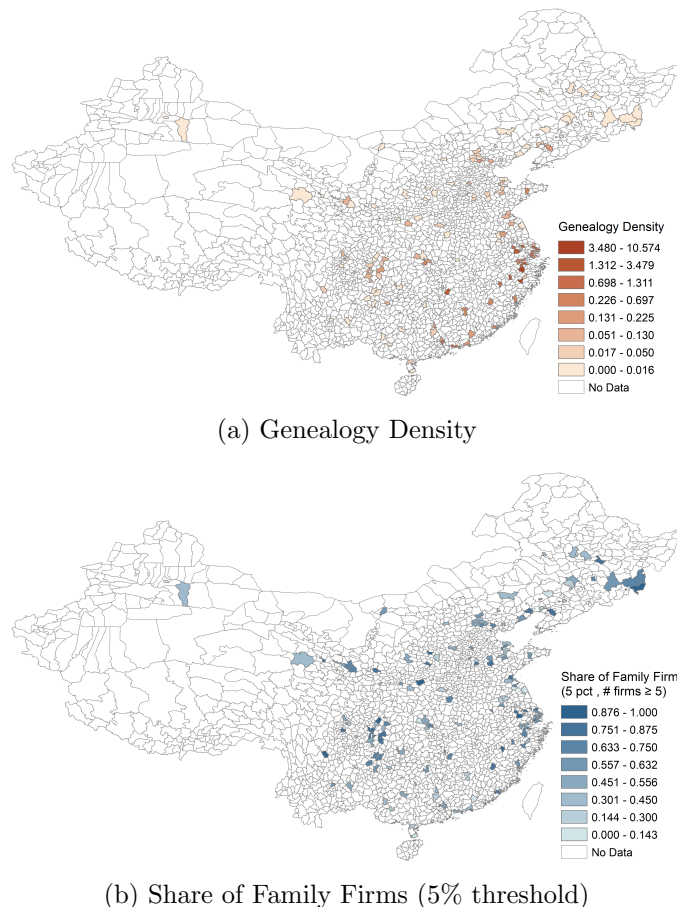 Genealogy Density
3.480 - 10.574
1.312 - 3.479
0.698 - 1.311
0.226 - 0.697
0.131 - 0.225
0.051 - 0.130
0.017 - 0.050
0.000 - 0.016
No Data
(a) Genealogy Density
Share of Family Firm
(5 pct , # firms ≥ 5)
0.876 - 1.000
0.751 - 0.875
0.633 - 0.750
0.557 - 0.632
0.451 - 0.556
0.301 - 0.450
0.144 - 0.300
0.000 - 0.143
No Data
(b) Share of Family Firms (5% threshold)